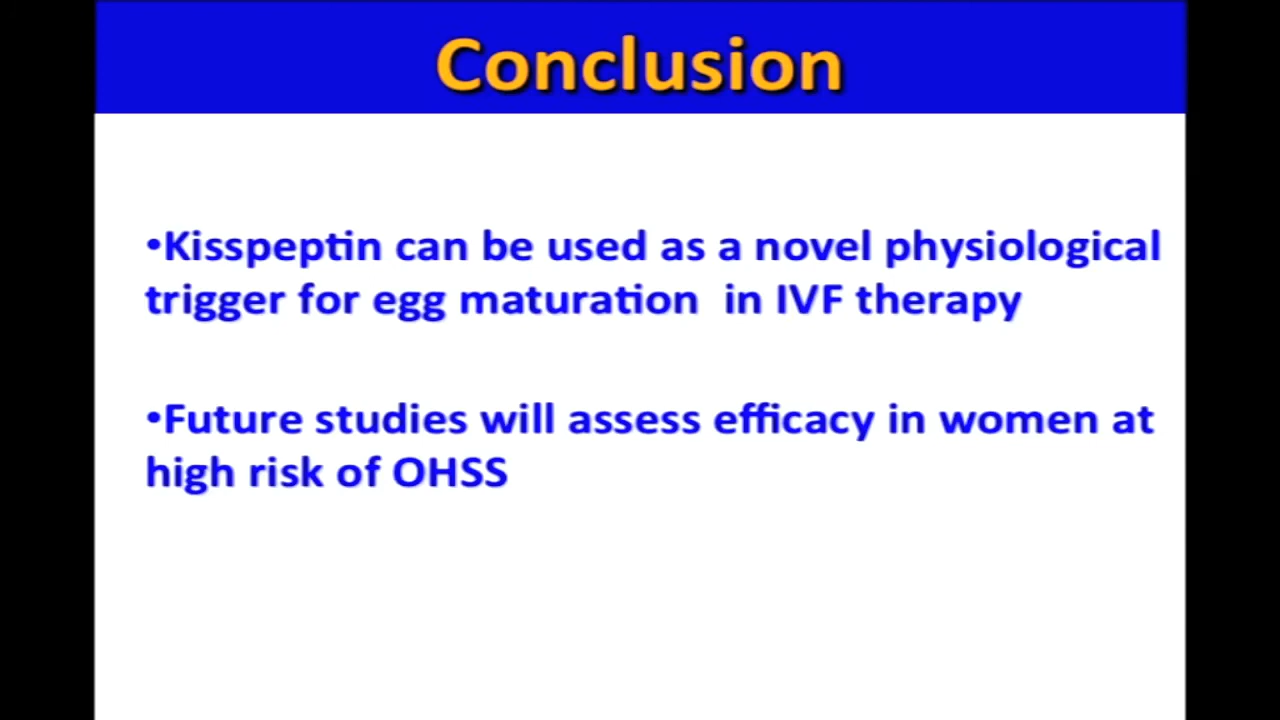 Conclusion
•Kisspeptin can be used as a novel physiological
trigger for egg maturation  in IVF therapy
•Future studies will assess efficacy in women at
high risk of OHSS